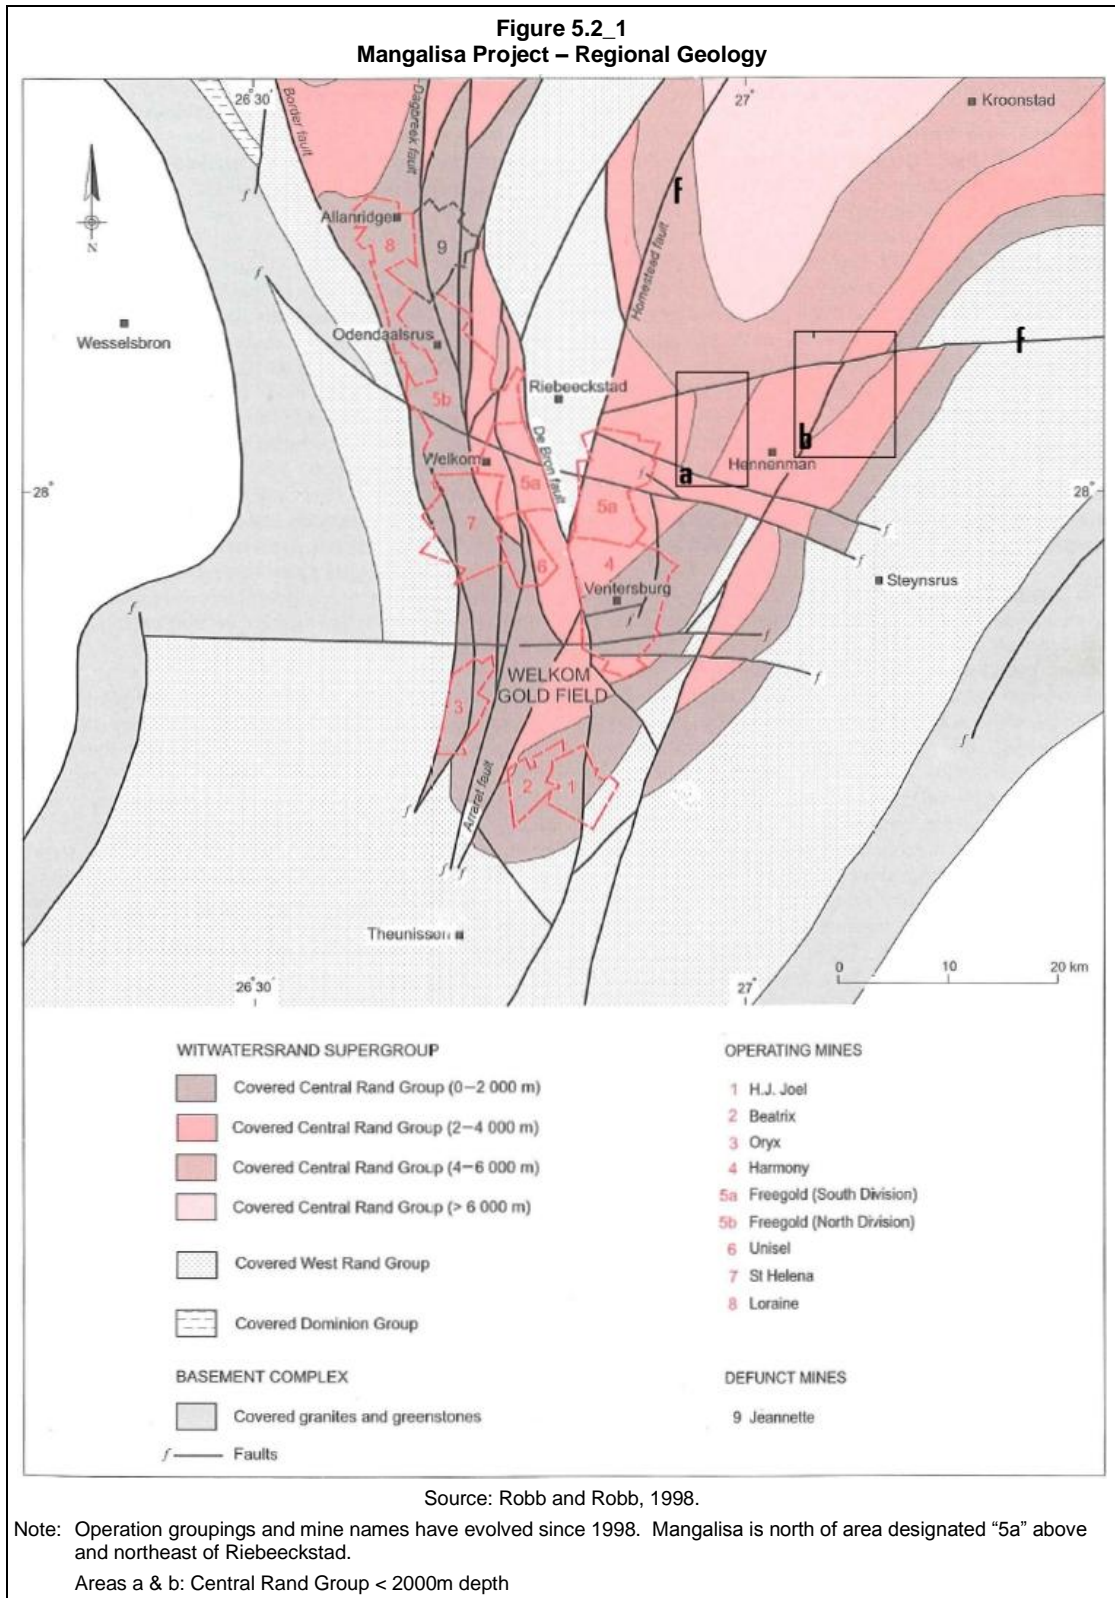 Figure 5.2_1
Mangalisa Project – Regional Geology
26°30'
27°
Kroonstad
Border fault
Dagbreek fault
f
f
Allanridge
8
9
N
Homestead fault
f
Wesselsbron
Odendaalsrus
f
Riebeeckstad
5b
De Bron fault
b
Hennenman
Welkom
a
f
28°
28°
5a
5a
7
f
f
6
4
Steynsrus
Ventersburg
f
f
f
f
WELKOM
GOLD FIELD
3
f
Ararat fault
2
1
f
f
f f
Theunisson
0 10 20 km
26°30'
27°
WITWATERSRAND SUPERGROUP
Covered Central Rand Group (0–2 000 m)
Covered Central Rand Group (2–4 000 m)
Covered Central Rand Group (4–6 000 m)
Covered Central Rand Group (> 6 000 m)
Covered West Rand Group
Covered Dominion Group
BASEMENT COMPLEX
Covered granites and greenstones
f Faults
OPERATING MINES
1 H.J. Joel
2 Beatrix
3 Oryx
4 Harmony
5a Freegold (South Division)
5b Freegold (North Division)
6 Unisel
7 St Helena
8 Loraine
DEFUNCT MINES
9 Jeannette
Source: Robb and Robb, 1998.
Note: Operation groupings and mine names have evolved since 1998. Mangalisa is north of area designated “5a” above
and northeast of Riebeeckstad.
Areas a & b: Central Rand Group < 2000m depth